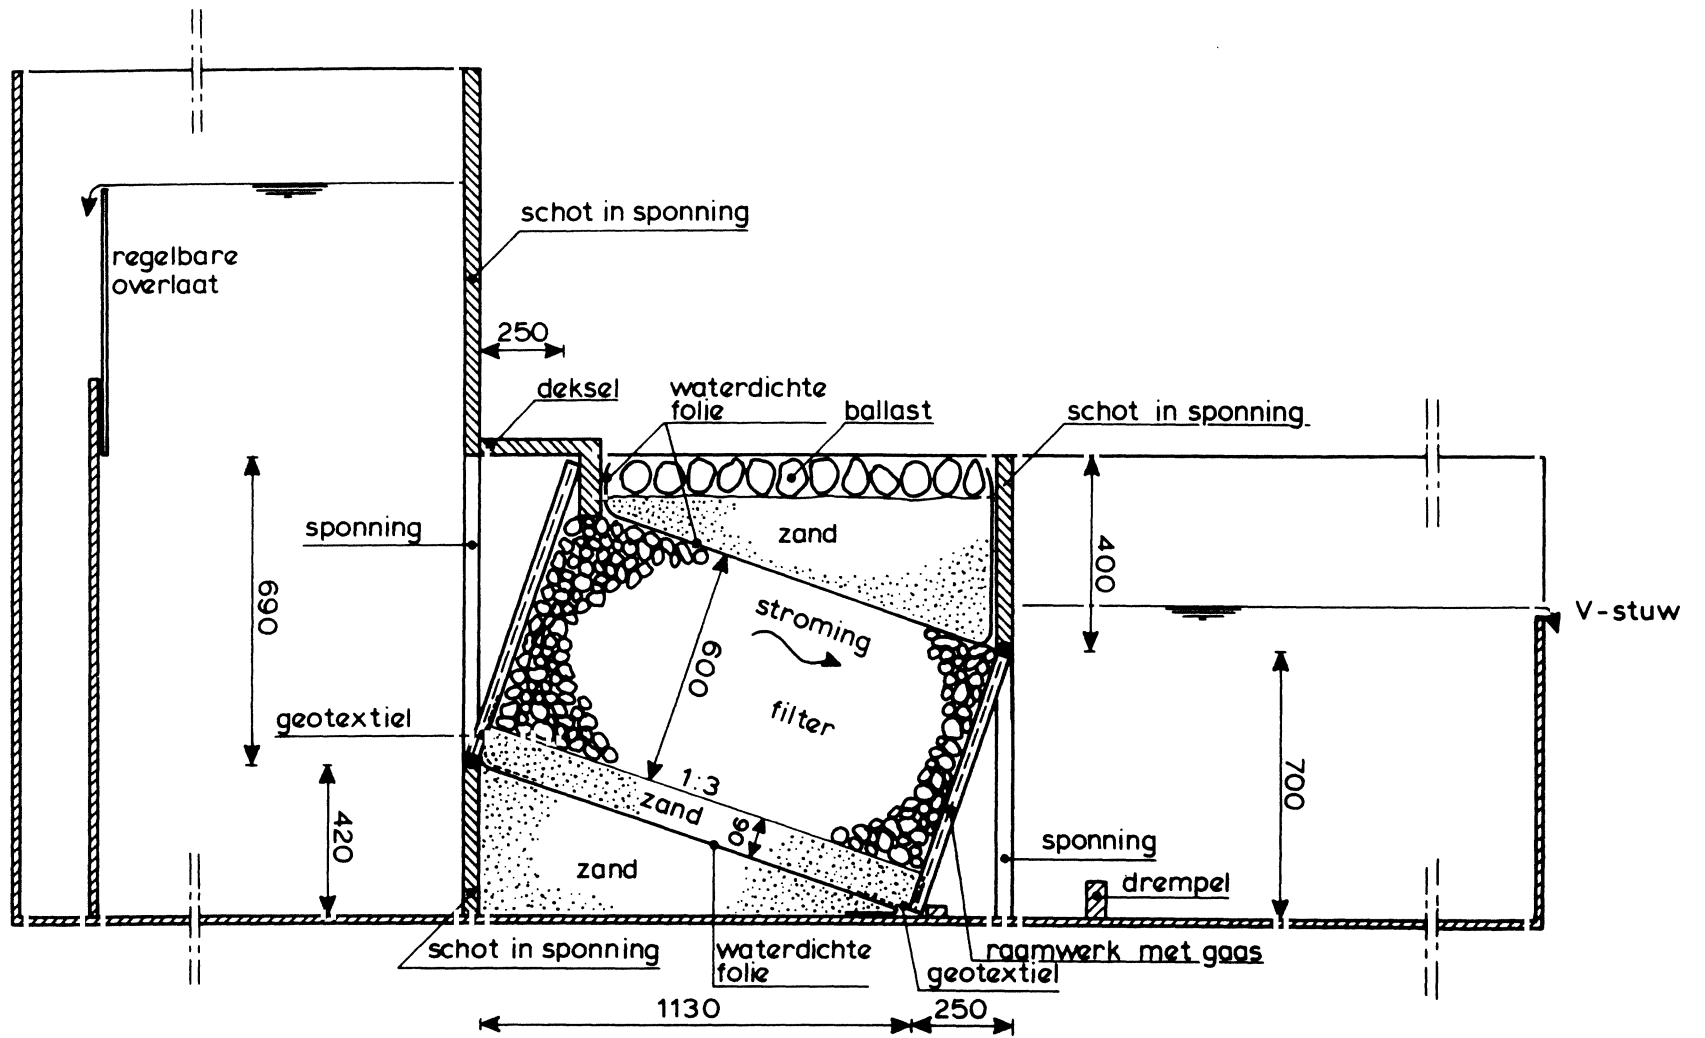 schot in sponning
regelbare
overlaat
250
deksel
waterdichte
folie
ballast
schot in sponning
zand
sponning
400
690
stroming
V-stuw
600
geotextiel
filter
1:3
zand
90
700
420
zand
sponning
drempel
schot in sponning
waterdichte
folie
raamwerk met gaas
geotextiel
1130
250